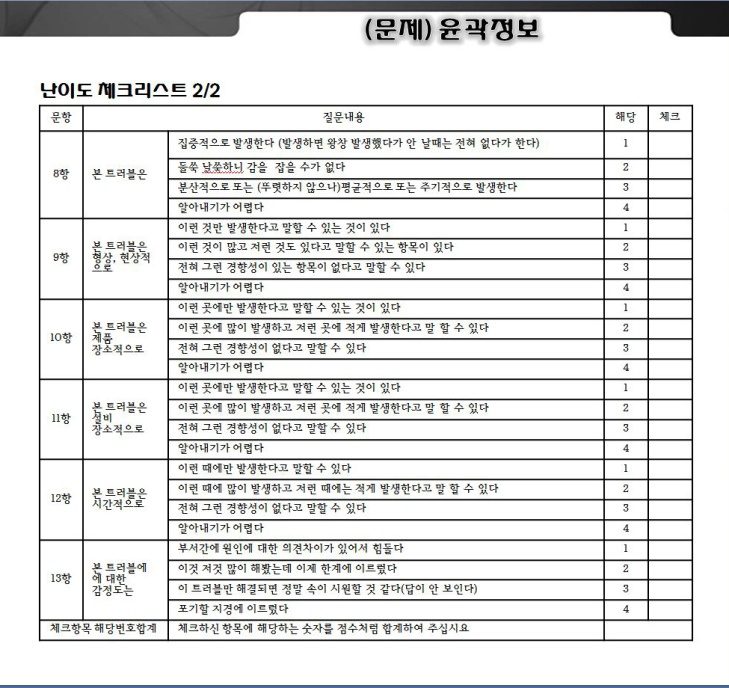 (문제) 윤곽정보
난이도 체크리스트 2/2
문항 질문내용 해당 체크
8항 본 트러블은
집중적으로 발생한다 (발생하면 왕창 발생했다가 안 날때는 전혀 없다가 한다) 1
들쑥 날쑥하니 감을 잡을 수가 없다 2
분산적으로 또는 (뚜렷하지 않으나)평균적으로 또는 주기적으로 발생한다 3
알아내기가 어렵다 4
9항 본 트러블은
형상, 현상적
으로
이런 것만 발생한다고 말할 수 있는 것이 있다 1
이런 것이 많고 저런 것도 있다고 말할 수 있는 항목이 있다 2
전혀 그런 경향성이 있는 항목이 없다고 말할 수 있다 3
알아내기가 어렵다 4
10항 본 트러블은
제품
장소적으로
이런 곳에만 발생한다고 말할 수 있는 것이 있다 1
이런 곳에 많이 발생하고 저런 곳에 적게 발생한다고 말 할 수 있다 2
전혀 그런 경향성이 없다고 말할 수 있다 3
알아내기가 어렵다 4
11항 본 트러블은
설비
장소적으로
이런 곳에만 발생한다고 말할 수 있는 것이 있다 1
이런 곳에 많이 발생하고 저런 곳에 적게 발생한다고 말 할 수 있다 2
전혀 그런 경향성이 없다고 말할 수 있다 3
알아내기가 어렵다 4
12항 본 트러블은
시간적으로
이런 때에만 발생한다고 말할 수 있다 1
이런 때에 많이 발생하고 저런 때에는 적게 발생한다고 말 할 수 있다 2
전혀 그런 경향성이 없다고 말할 수 있다 3
알아내기가 어렵다 4
13항 본 트러블에
에 대한
감정도는
부서간에 원인에 대한 의견차이가 있어서 힘들다 1
이것 저것 많이 해봤는데 이제 한계에 이르렀다 2
이 트러블만 해결되면 정말 속이 시원할 것 같다(답이 안 보인다) 3
포기할 지경에 이르렀다 4
체크항목 해당번호합계 체크하신 항목에 해당하는 숫자를 점수처럼 합계하여 주십시요